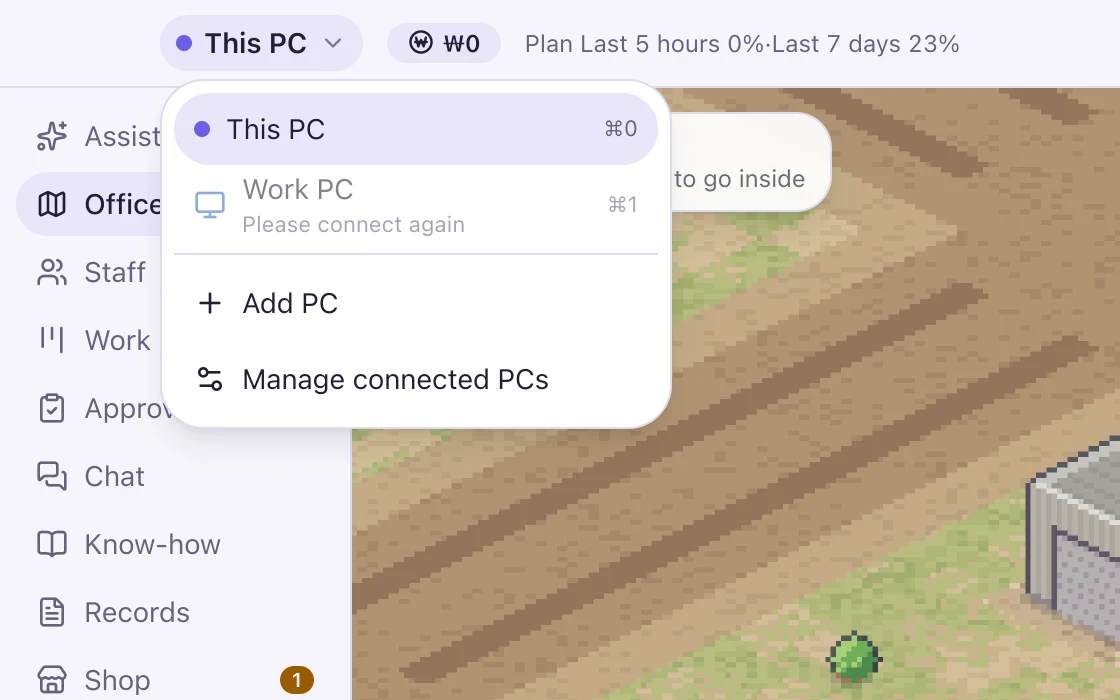 This PC
₩0
Plan Last 5 hours 0%·Last 7 days 23%
This PC ⌘0
Work PC
Please connect again
⌘1
Add PC
Manage connected PCs
to go inside
Assist
Office
Staff
Work
Approv
Chat
Know-how
Records
Shop 1